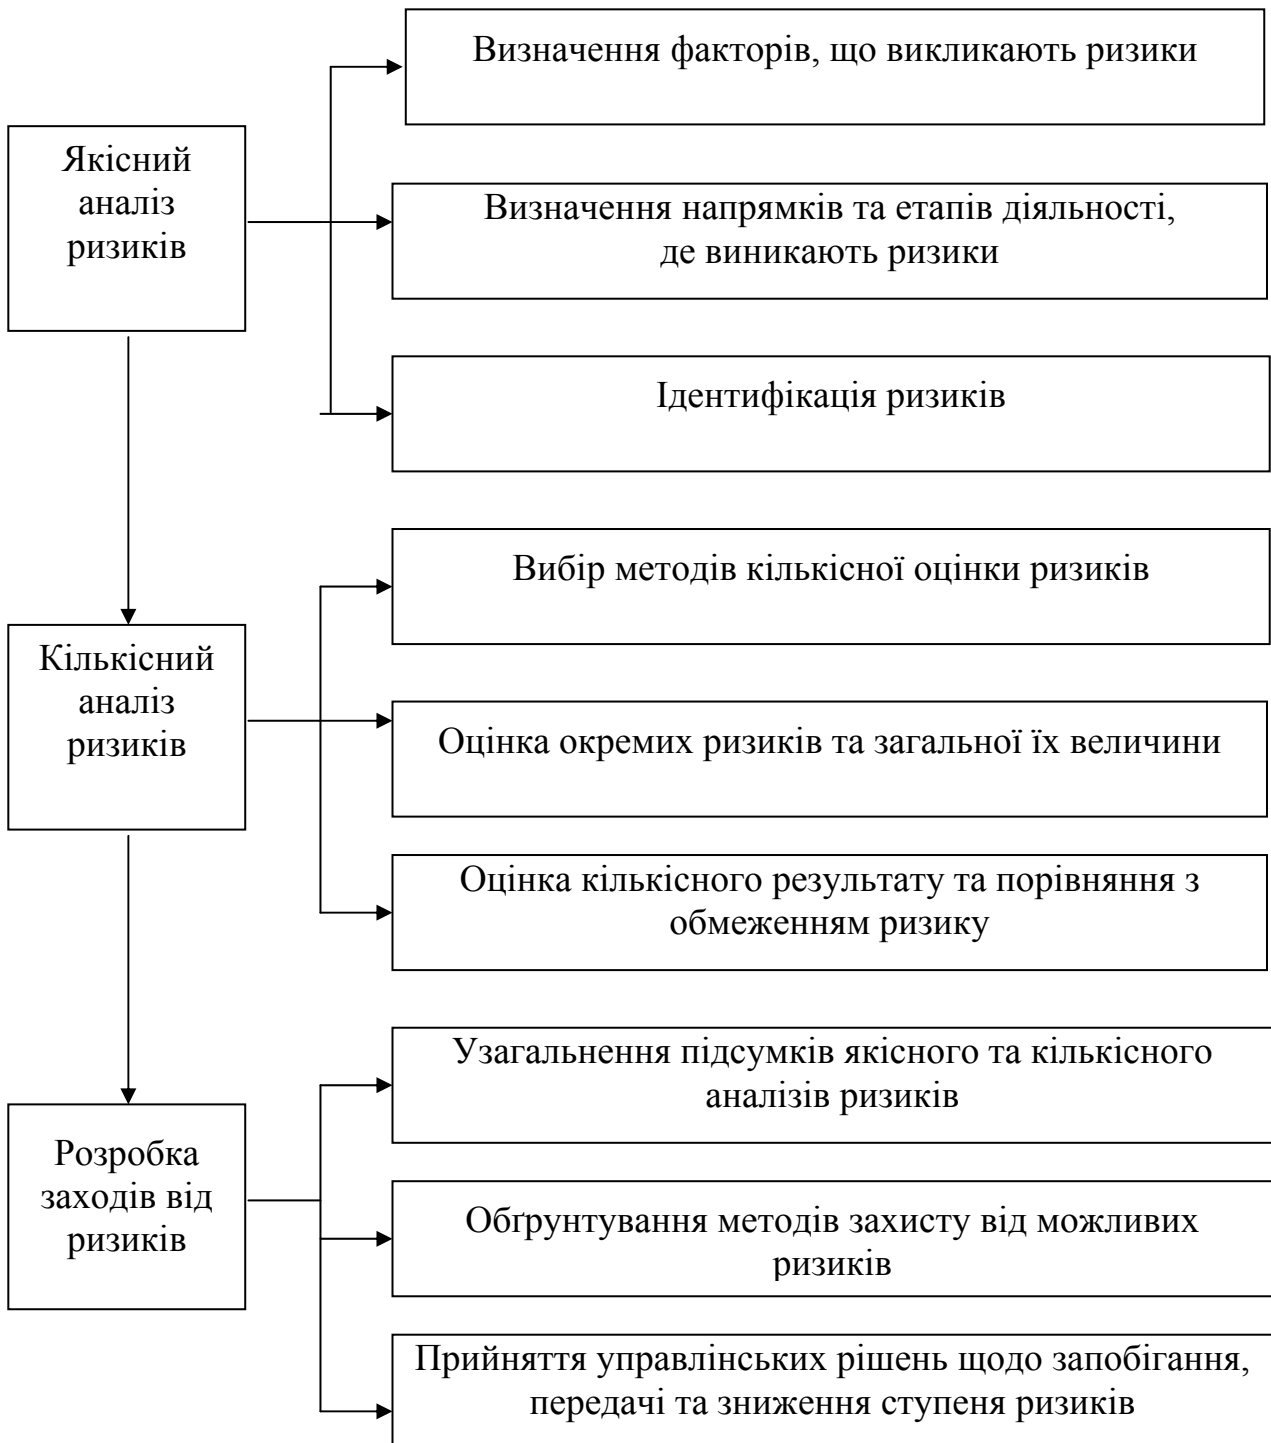 Визначення факторів, що викликають ризики
Якісний
аналіз
ризиків
Визначення напрямків та етапів діяльності,
де виникають ризики
Ідентифікація ризиків
Вибір методів кількісної оцінки ризиків
Кількісний
аналіз
ризиків
Оцінка окремих ризиків та загальної їх величини
Оцінка кількісного результату та порівняння з
обмеженням ризику
Узагальнення підсумків якісного та кількісного
аналізів ризиків
Розробка
заходів від
ризиків
Обґрунтування методів захисту від можливих
ризиків
Прийняття управлінських рішень щодо запобігання,
передачі та зниження ступеня ризиків